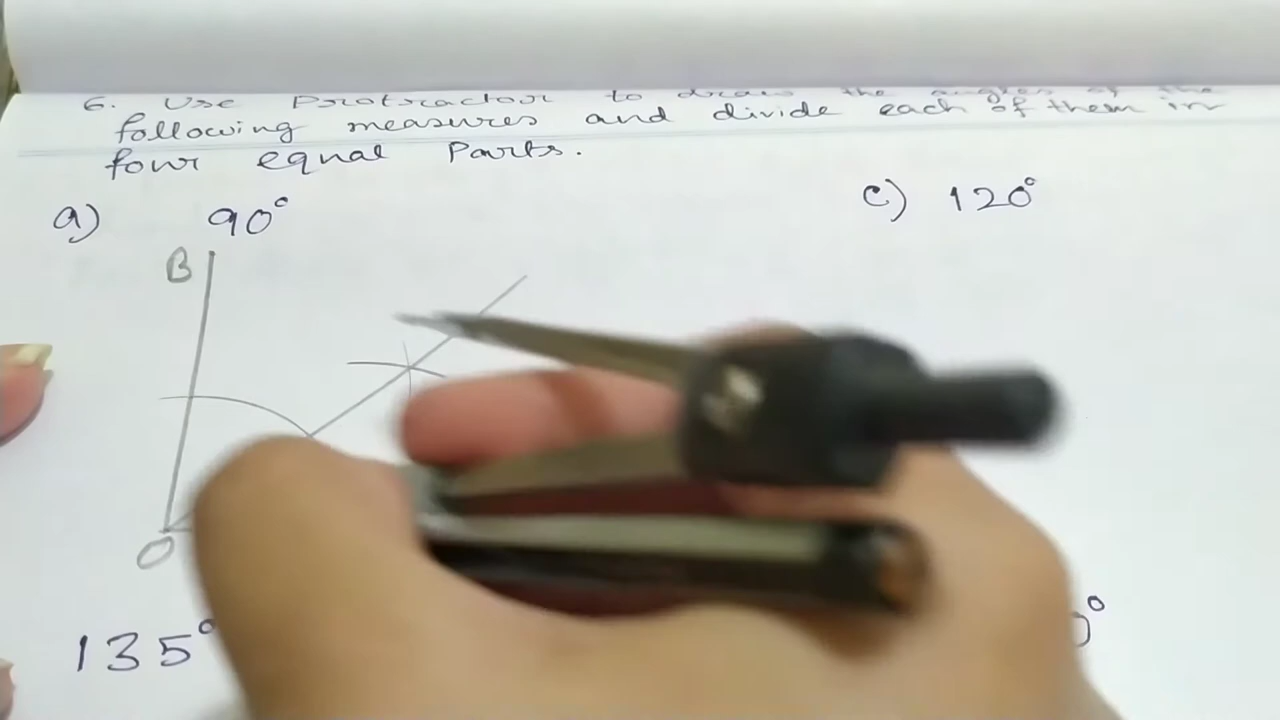 6. Use Protractor to draw the angles of the
following measures and divide each of them in
four equal Parts.
a) 90°
c) 120°
B
O
135°